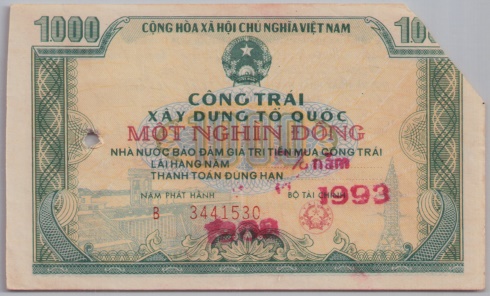 1000 CỘNG HÒA XÃ HỘI CHỦ NGHĨA VIỆT NAM
CÔNG TRÁI
XÂY DỰNG TỔ QUỐC
MỘT NGHÌN ĐỒNG
NHÀ NƯỚC BẢO ĐẢM GIÁ TRỊ TIỀN MUA CÔNG TRÁI
LÃI HÀNG NĂM % năm
THANH TOÁN ĐÚNG HẠN
NĂM PHÁT HÀNH BỘ TÀI CHÍNH 1993
B 3441530